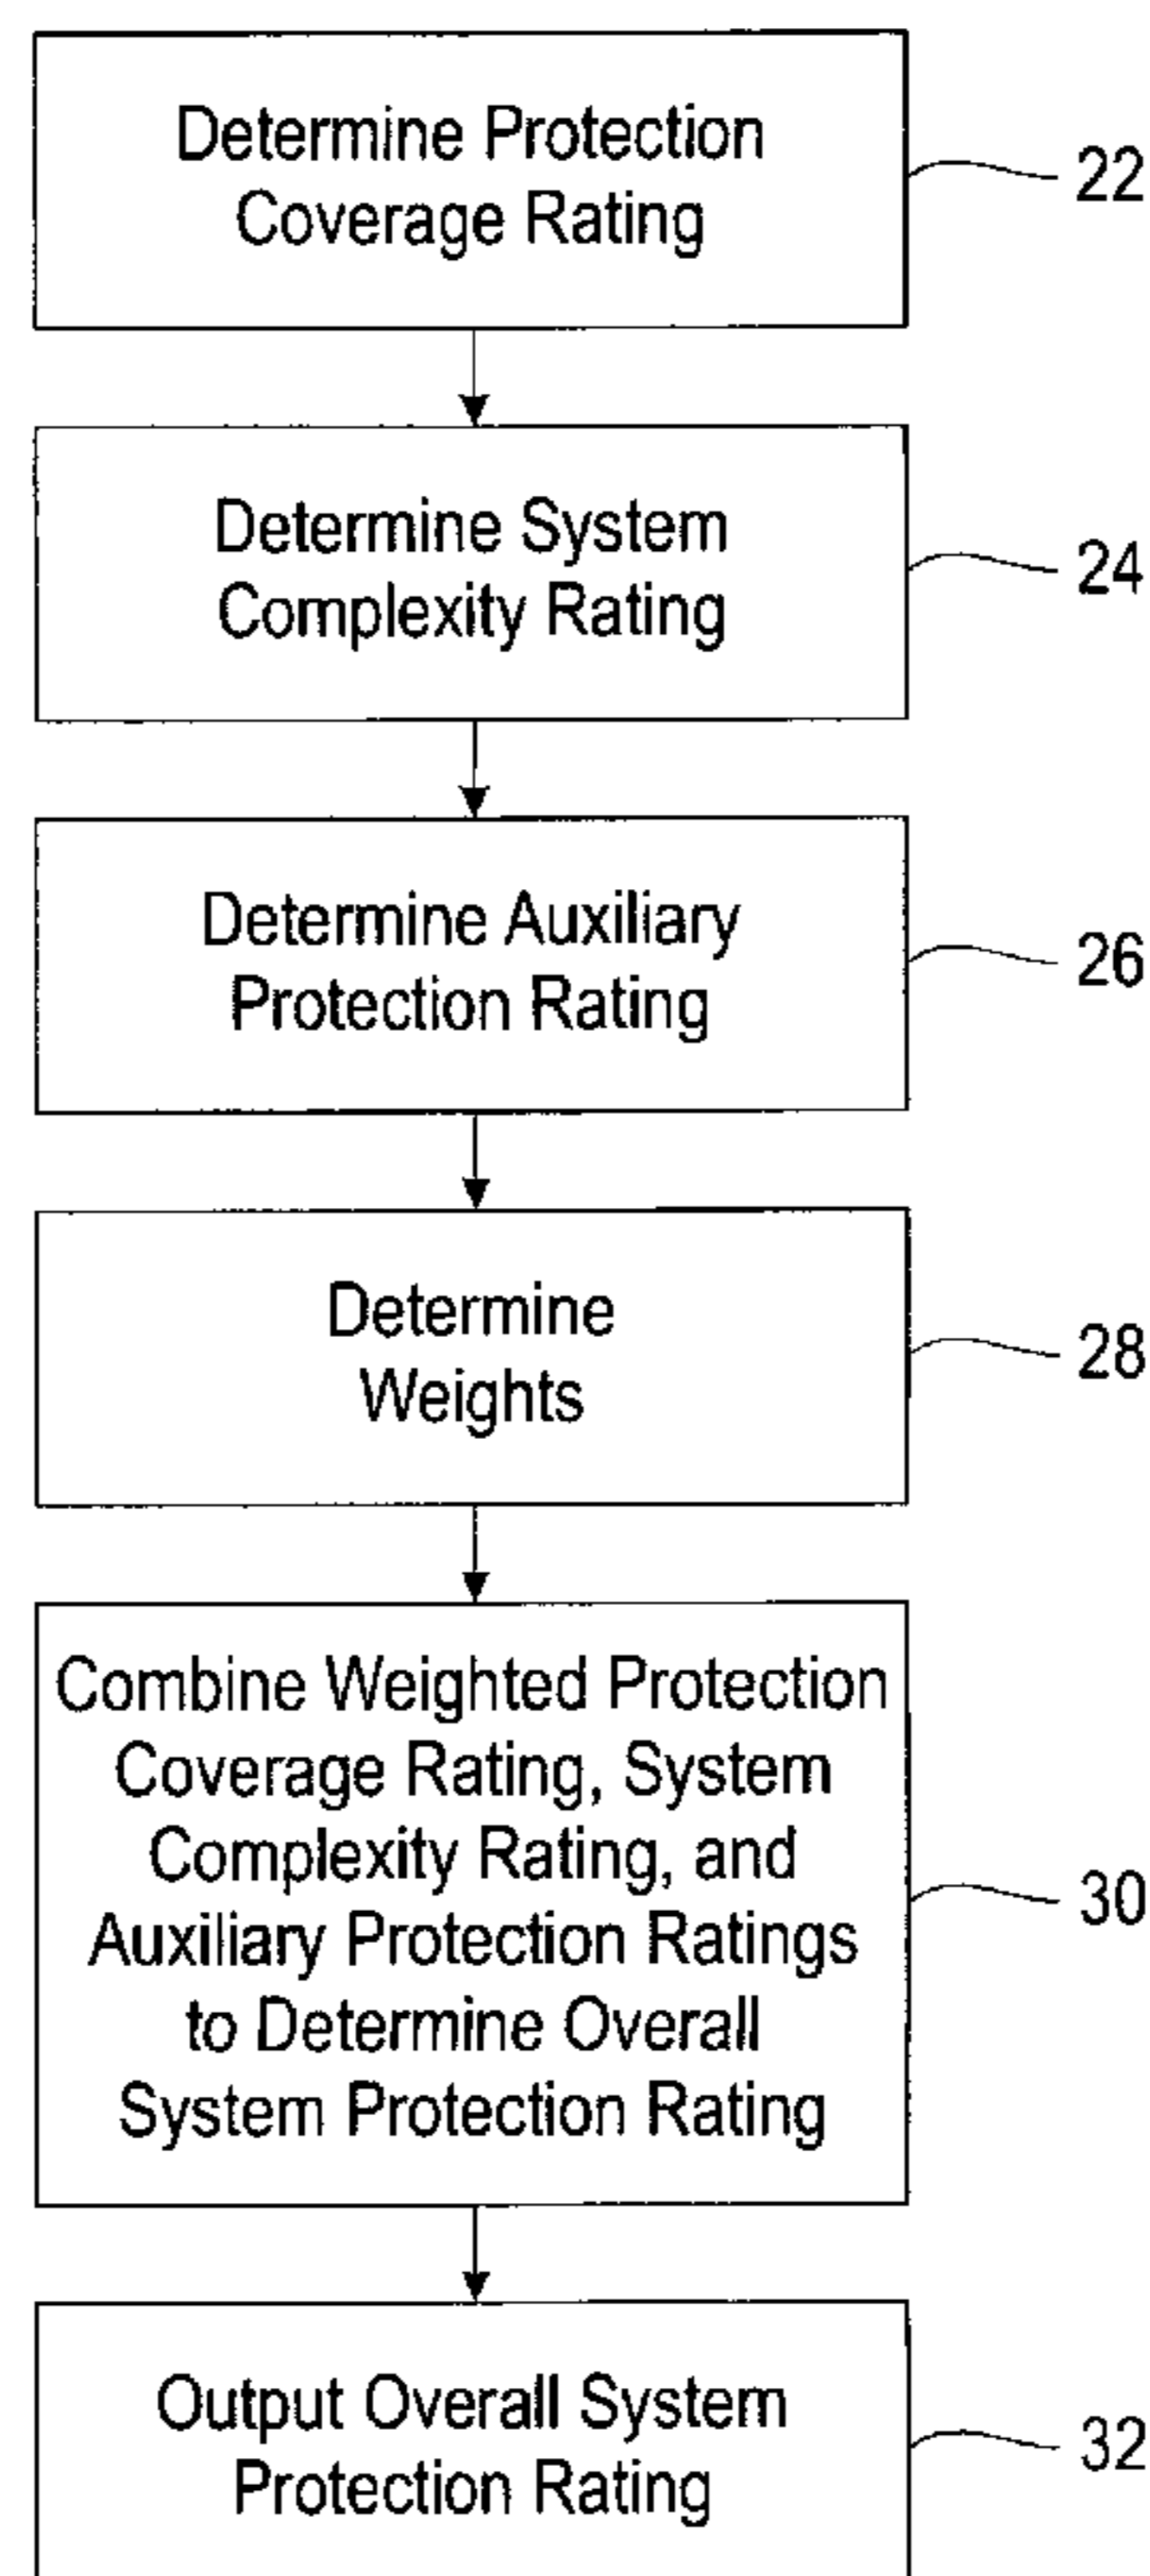 Determine Protection
Coverage Rating
22
Determine System
Complexity Rating
24
Determine Auxiliary
Protection Rating
26
Determine
Weights
28
Combine Weighted Protection
Coverage Rating, System
Complexity Rating, and
Auxiliary Protection Ratings
to Determine Overall
System Protection Rating
30
Output Overall System
Protection Rating
32